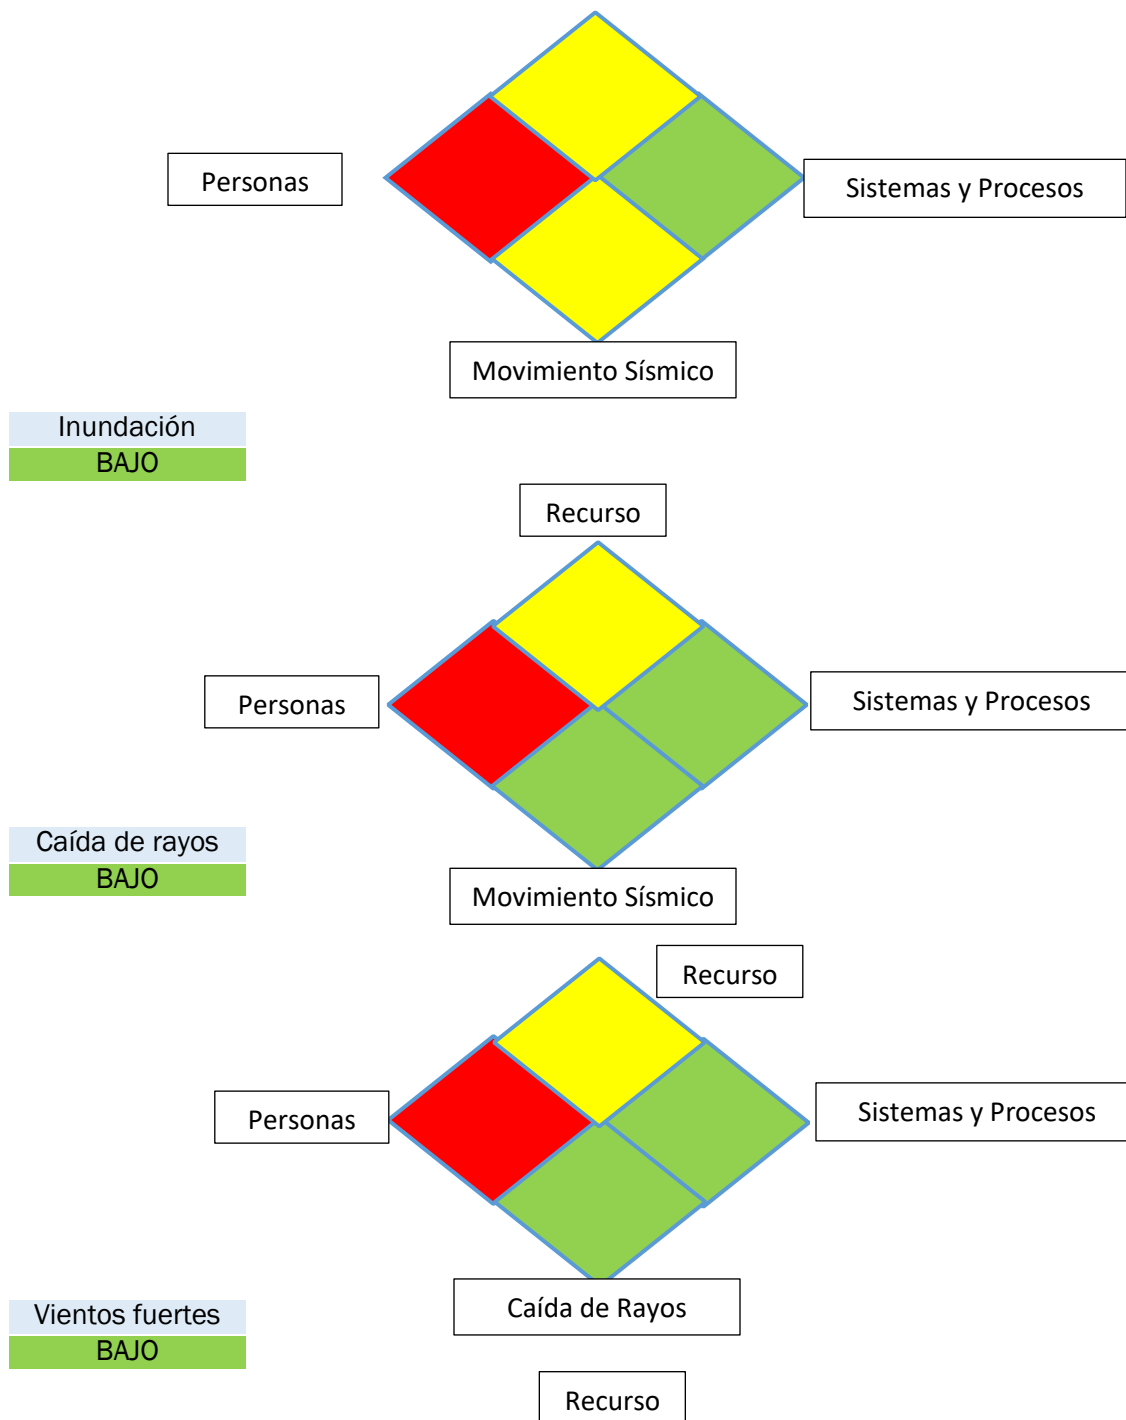 Personas
Sistemas y Procesos
Movimiento Sísmico
Inundación
BAJO
Recurso
Personas
Sistemas y Procesos
Caída de rayos
BAJO
Movimiento Sísmico
Recurso
Personas
Sistemas y Procesos
Caída de Rayos
Vientos fuertes
BAJO
Recurso